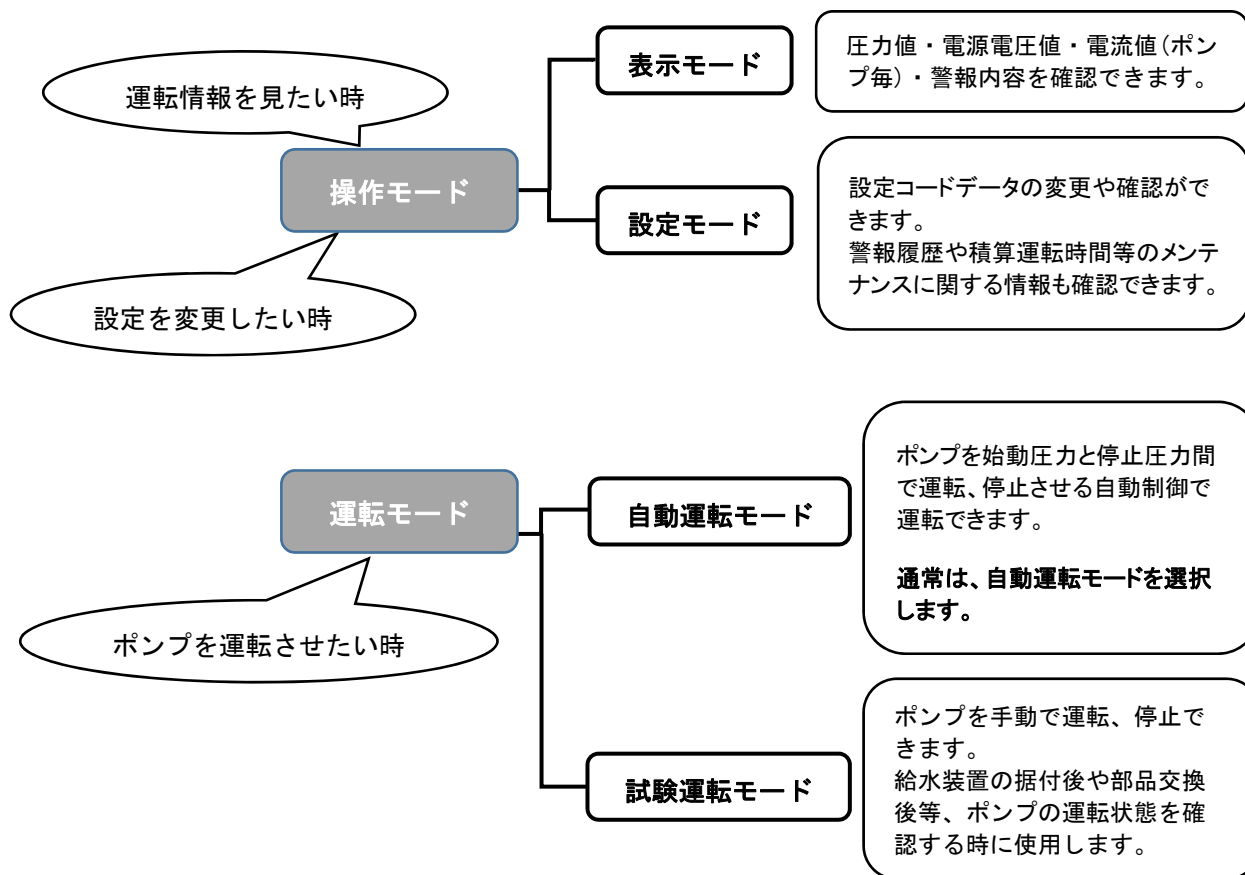 運転情報を見たい時
操作モード
設定を変更したい時
表示モード
圧力値・電源電圧値・電流値(ポン
プ毎)・警報内容を確認できます。
設定モード
設定コードデータの変更や確認がで
きます。
警報履歴や積算運転時間等のメンテ
ナンスに関する情報も確認できます。
運転モード
ポンプを運転させたい時
自動運転モード
ポンプを始動圧力と停止圧力間
で運転、停止させる自動制御で
運転できます。
通常は、自動運転モードを選択
します。
試験運転モード
ポンプを手動で運転、停止で
きます。
給水装置の据付後や部品交換
後等、ポンプの運転状態を確
認する時に使用します。